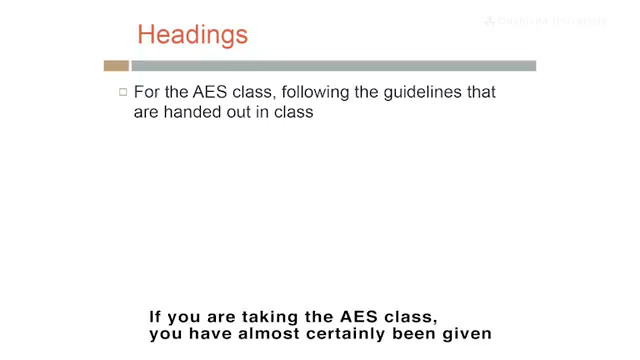 Headings
For the AES class, following the guidelines that
are handed out in class
If you are taking the AES class,
you have almost certainly been given